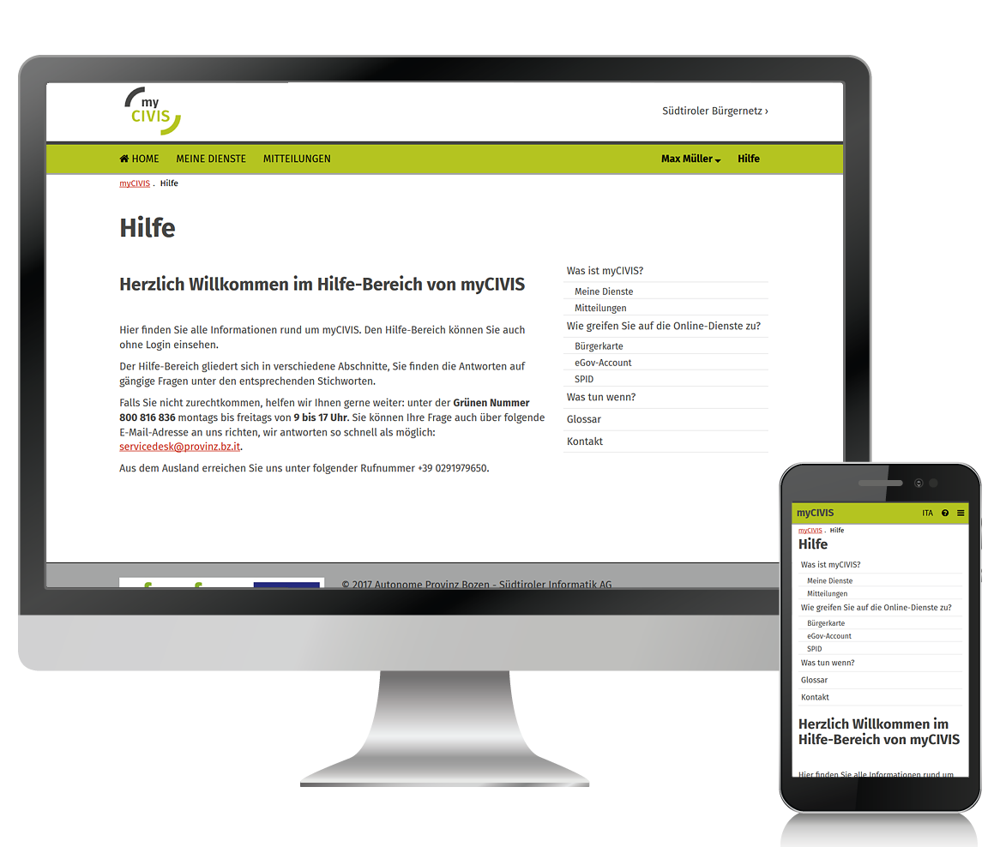 my
CIVIS
Südtiroler Bürgernetz ›
HOME MEINE DIENSTE MITTEILUNGEN Max Müller Hilfe
myCIVIS . Hilfe
Hilfe
Herzlich Willkommen im Hilfe-Bereich von myCIVIS
Hier finden Sie alle Informationen rund um myCIVIS. Den Hilfe-Bereich können Sie auch
ohne Login einsehen.
Der Hilfe-Bereich gliedert sich in verschiedene Abschnitte, Sie finden die Antworten auf
gängige Fragen unter den entsprechenden Stichworten.
Falls Sie nicht zurechtkommen, helfen wir Ihnen gerne weiter: unter der Grünen Nummer
800 816 836 montags bis freitags von 9 bis 17 Uhr. Sie können Ihre Frage auch über folgende
E-Mail-Adresse an uns richten, wir antworten so schnell als möglich:
servicedesk@provinz.bz.it.
Aus dem Ausland erreichen Sie uns unter folgender Rufnummer +39 0291979650.
Was ist myCIVIS?
Meine Dienste
Mitteilungen
Wie greifen Sie auf die Online-Dienste zu?
Bürgerkarte
eGov-Account
SPID
Was tun wenn?
Glossar
Kontakt
© 2017 Autonome Provinz Bozen - Südtiroler Informatik AG
myCIVIS ITA
myCIVIS . Hilfe
Hilfe
Was ist myCIVIS?
Meine Dienste
Mitteilungen
Wie greifen Sie auf die Online-Dienste zu?
Bürgerkarte
eGov-Account
SPID
Was tun wenn?
Glossar
Kontakt
Herzlich Willkommen im
Hilfe-Bereich von myCIVIS
Hier finden Sie alle Informationen rund um